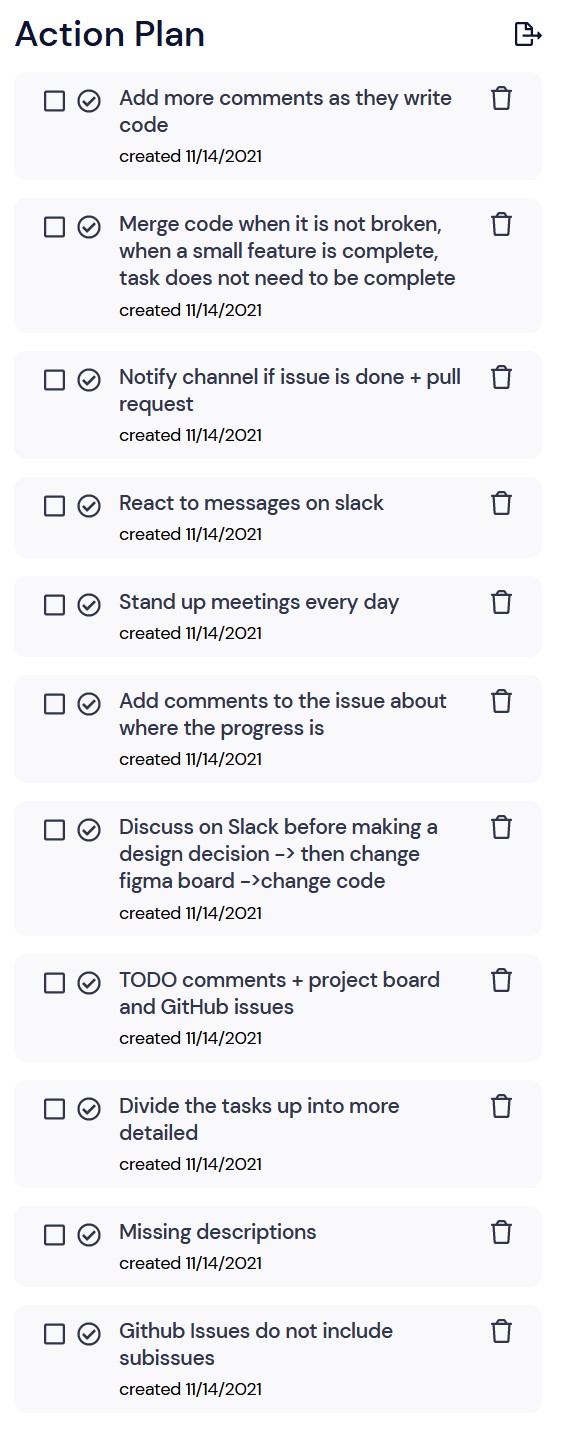 Action Plan
Add more comments as they write
code
created 11/14/2021
Merge code when it is not broken,
when a small feature is complete,
task does not need to be complete
created 11/14/2021
Notify channel if issue is done + pull
request
created 11/14/2021
React to messages on slack
created 11/14/2021
Stand up meetings every day
created 11/14/2021
Add comments to the issue about
where the progress is
created 11/14/2021
Discuss on Slack before making a
design decision -> then change
figma board ->change code
created 11/14/2021
TODO comments + project board
and GitHub issues
created 11/14/2021
Divide the tasks up into more
detailed
created 11/14/2021
Missing descriptions
created 11/14/2021
Github Issues do not include
subissues
created 11/14/2021